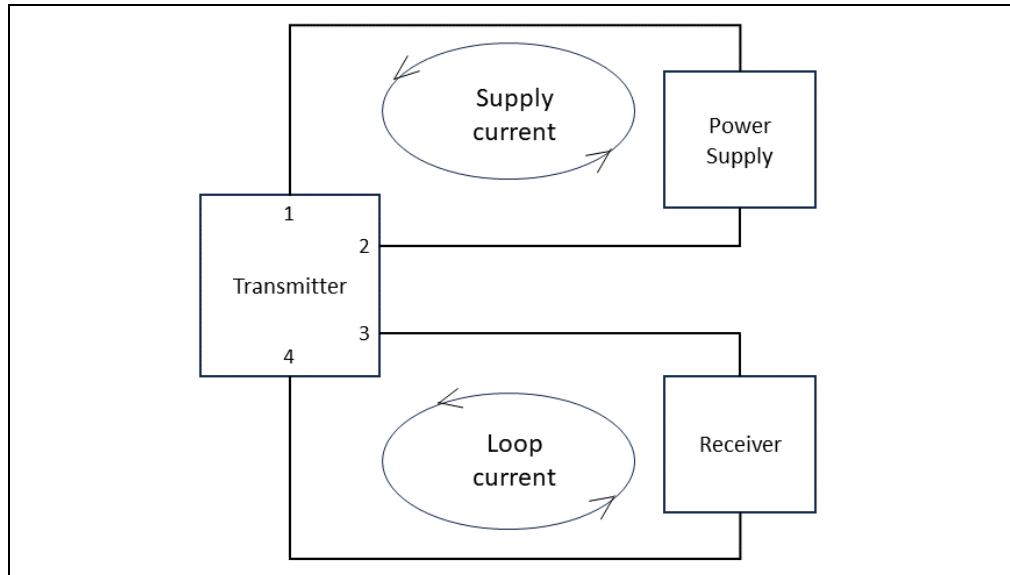 Supply
current
Power
Supply
1
2
Transmitter
3
4
Loop
current
Receiver